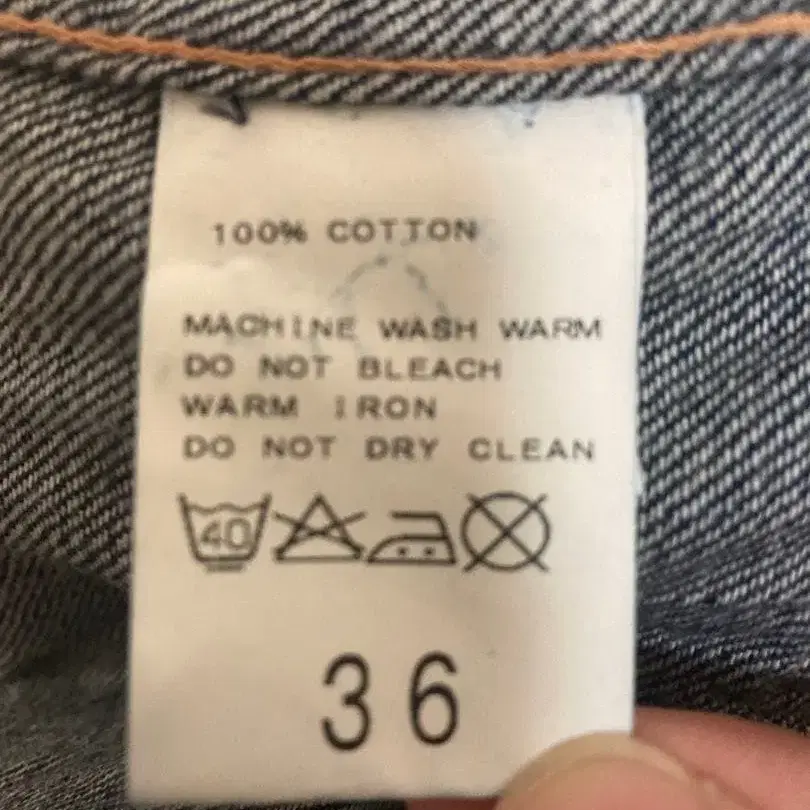 100% COTTON
MACHINE WASH WARM
DO NOT BLEACH
WARM IRON
DO NOT DRY CLEAN
40
36